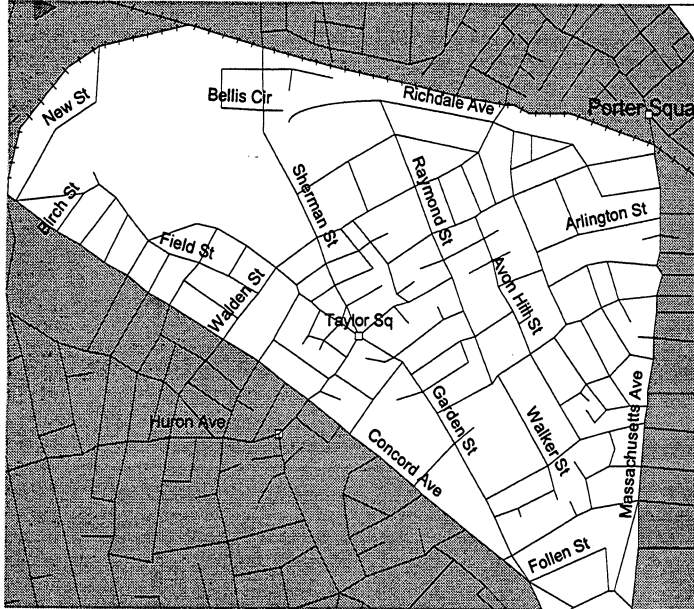 New St
Bellis Cir
Richdale Ave
Porter Squa
Birch St
Sherman St
Raymond St
Arlington St
Field St
Walden St
Avon Hill St
Taylor Sq
Huron Ave
Garden St
Walker St
Massachusetts Ave
Concord Ave
Follen St